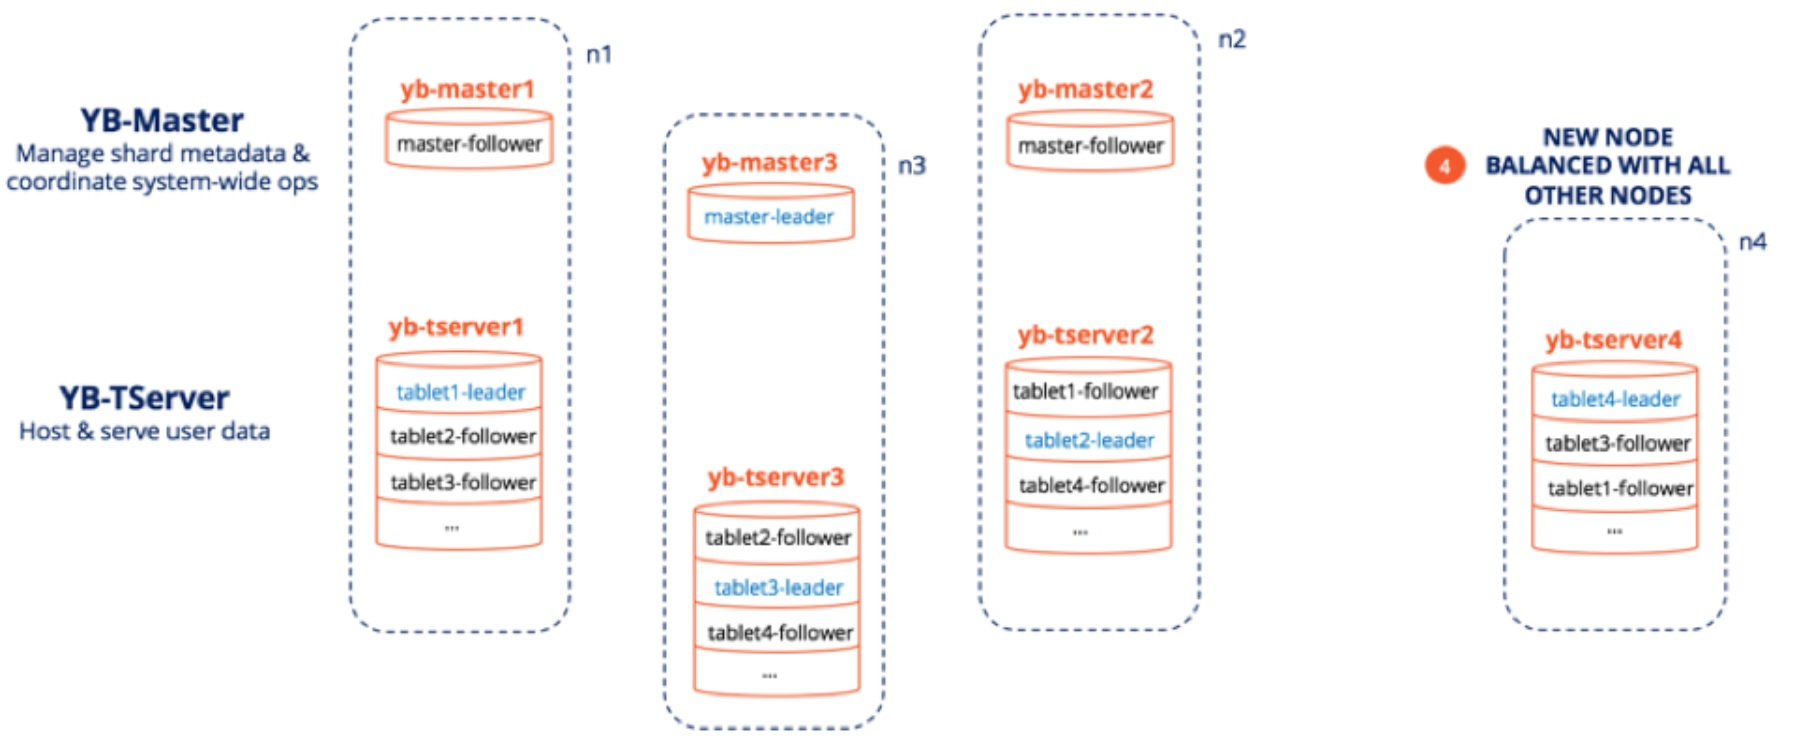 YB-Master
Manage shard metadata &
coordinate system-wide ops
YB-TServer
Host & serve user data
n1
yb-master1
master-follower
yb-tserver1
tablet1-leader
tablet2-follower
tablet3-follower
...
n3
yb-master3
master-leader
yb-tserver3
tablet2-follower
tablet3-leader
tablet4-follower
...
n2
yb-master2
master-follower
yb-tserver2
tablet1-follower
tablet2-leader
tablet4-follower
...
4
NEW NODE
BALANCED WITH ALL
OTHER NODES
n4
yb-tserver4
tablet4-leader
tablet3-follower
tablet1-follower
...